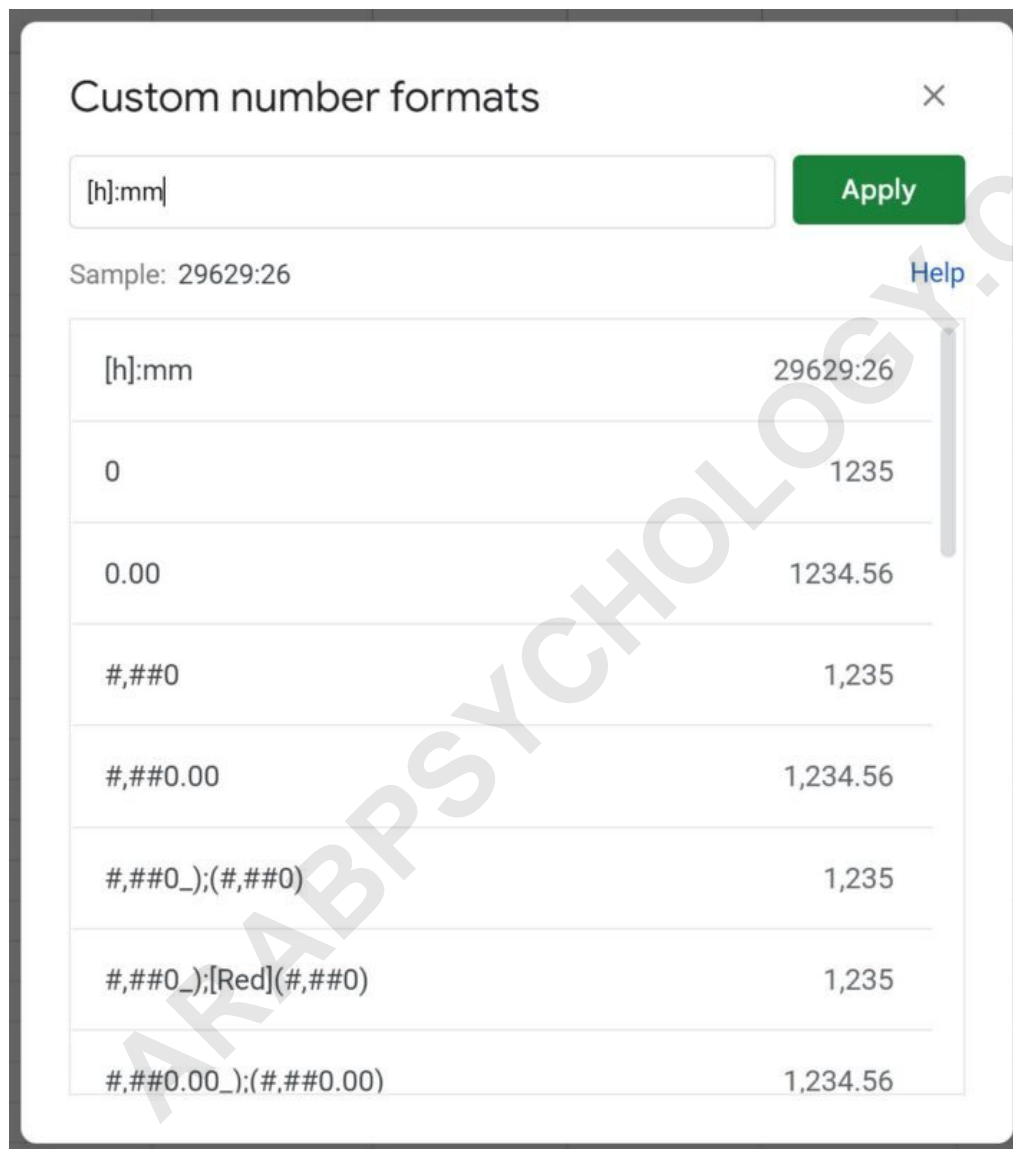 Custom number formats
[h]:mm
Apply
Sample: 29629:26
Help
[h]:mm 29629:26
0 1235
0.00 1234.56
#,##0 1,235
#,##0.00 1,234.56
#,##0_);(#,##0) 1,235
#,##0_);[Red](#,##0) 1,235
#,##0.00_);(#,##0.00) 1,234.56
ARABPSYCHOLOGY.C